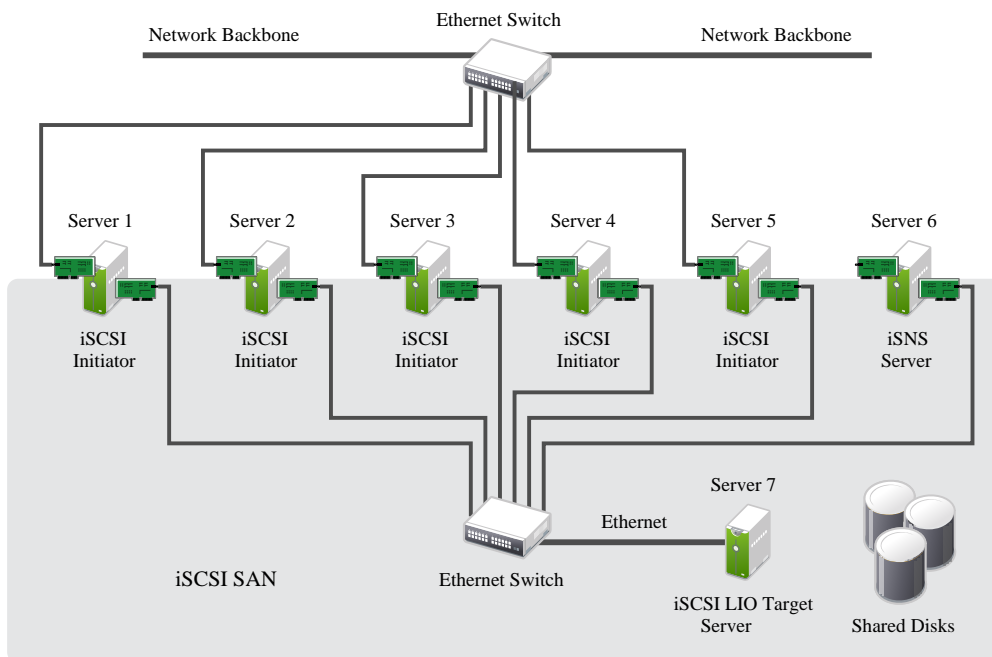 Ethernet Switch
Network Backbone
Network Backbone
Server 1
Server 2
Server 3
Server 4
Server 5
Server 6
iSCSI
Initiator
iSCSI
Initiator
iSCSI
Initiator
iSCSI
Initiator
iSCSI
Initiator
iSNS
Server
Server 7
Ethernet
iSCSI SAN
Ethernet Switch
iSCSI LIO Target
Server
Shared Disks